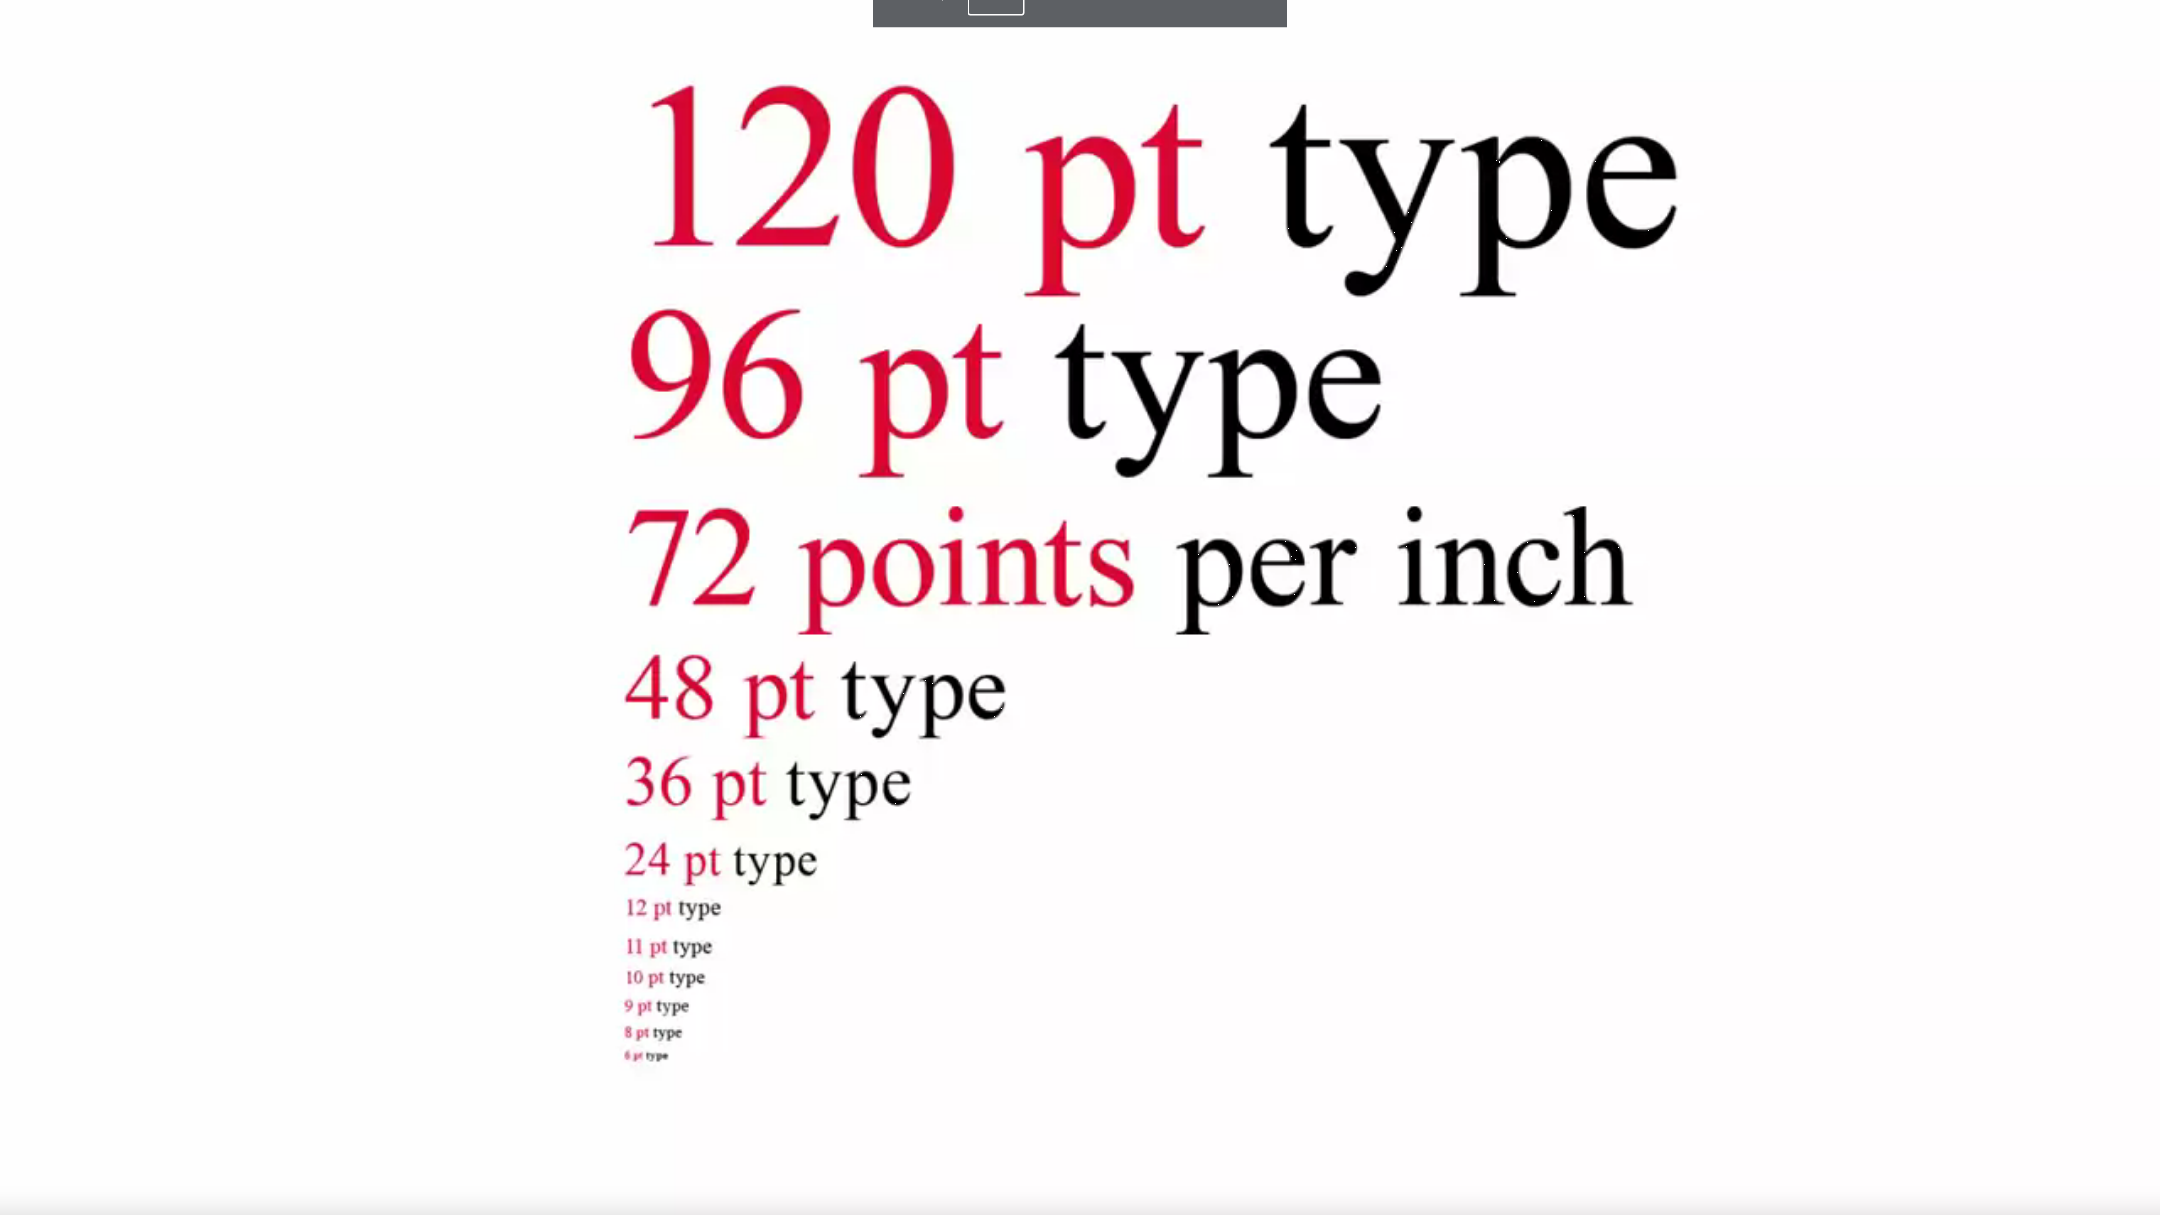 120 pt type
96 pt type
72 points per inch
48 pt type
36 pt type
24 pt type
12 pt type
11 pt type
10 pt type
9 pt type
8 pt type
6 pt type